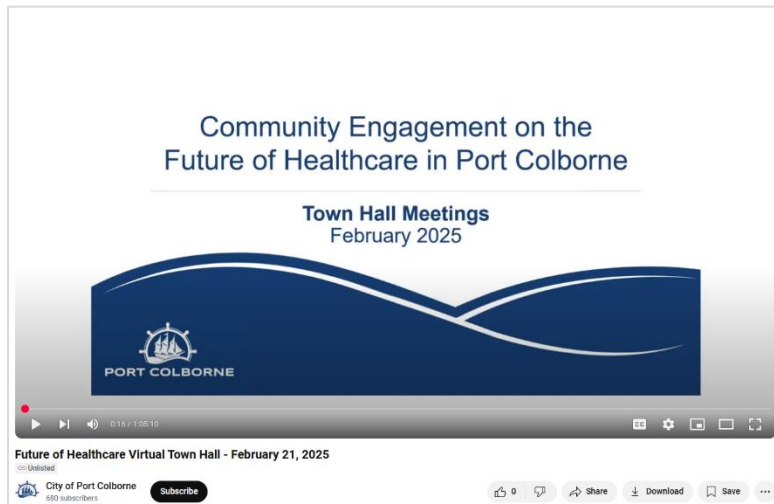 Community Engagement on the
Future of Healthcare in Port Colborne
Town Hall Meetings
February 2025
PORT COLBORNE
0:16 / 1:05:10
CC
Future of Healthcare Virtual Town Hall - February 21, 2025
Unlisted
City of Port Colborne
680 subscribers
Subscribe
0
Share
Download
Save